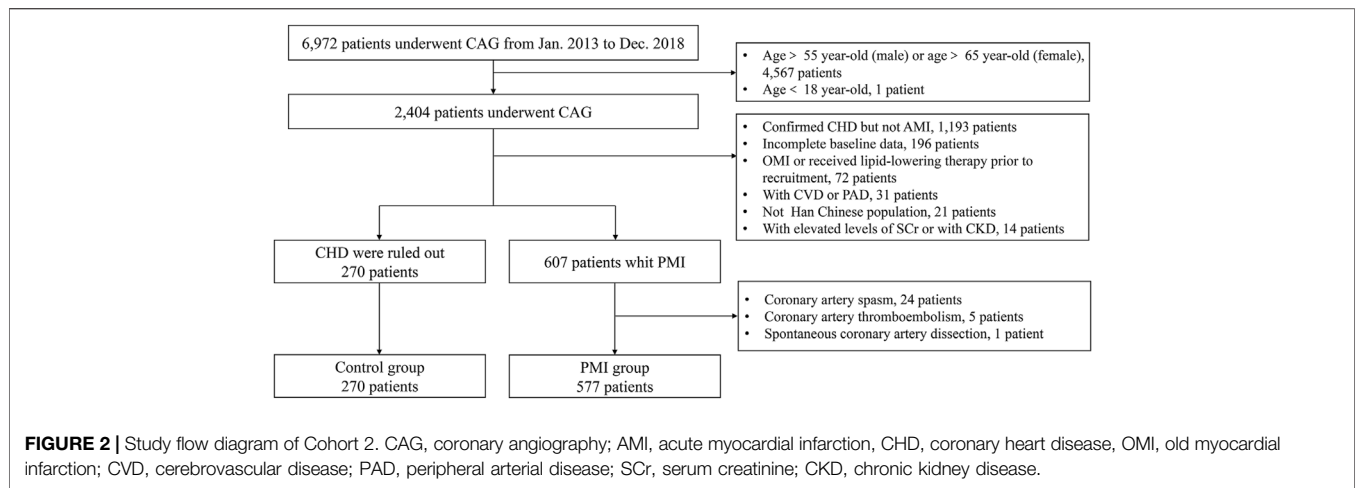 6,972 patients underwent CAG from Jan. 2013 to Dec. 2018
• Age > 55 year-old (male) or age > 65 year-old (female),
4,567 patients
• Age < 18 year-old, 1 patient
2,404 patients underwent CAG
• Confirmed CHD but not AMI, 1,193 patients
• Incomplete baseline data, 196 patients
• OMI or received lipid-lowering therapy prior to
recruitment, 72 patients
• With CVD or PAD, 31 patients
• Not Han Chinese population, 21 patients
• With elevated levels of SCr or with CKD, 14 patients
CHD were ruled out
270 patients
607 patients whit PMI
• Coronary artery spasm, 24 patients
• Coronary artery thromboembolism, 5 patients
• Spontaneous coronary artery dissection, 1 patient
Control group
270 patients
PMI group
577 patients
FIGURE 2 | Study flow diagram of Cohort 2. CAG, coronary angiography; AMI, acute myocardial infarction, CHD, coronary heart disease, OMI, old myocardial
infarction; CVD, cerebrovascular disease; PAD, peripheral arterial disease; SCr, serum creatinine; CKD, chronic kidney disease.